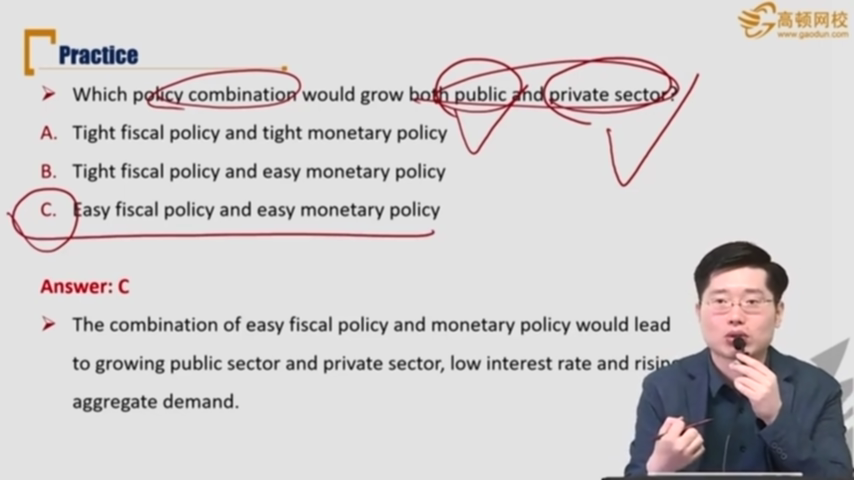 高顿网校
www.gaodun.com
Practice
Which policy combination would grow both public and private sector?
A. Tight fiscal policy and tight monetary policy
B. Tight fiscal policy and easy monetary policy
C. Easy fiscal policy and easy monetary policy
Answer: C
The combination of easy fiscal policy and monetary policy would lead
to growing public sector and private sector, low interest rate and
aggregate demand.